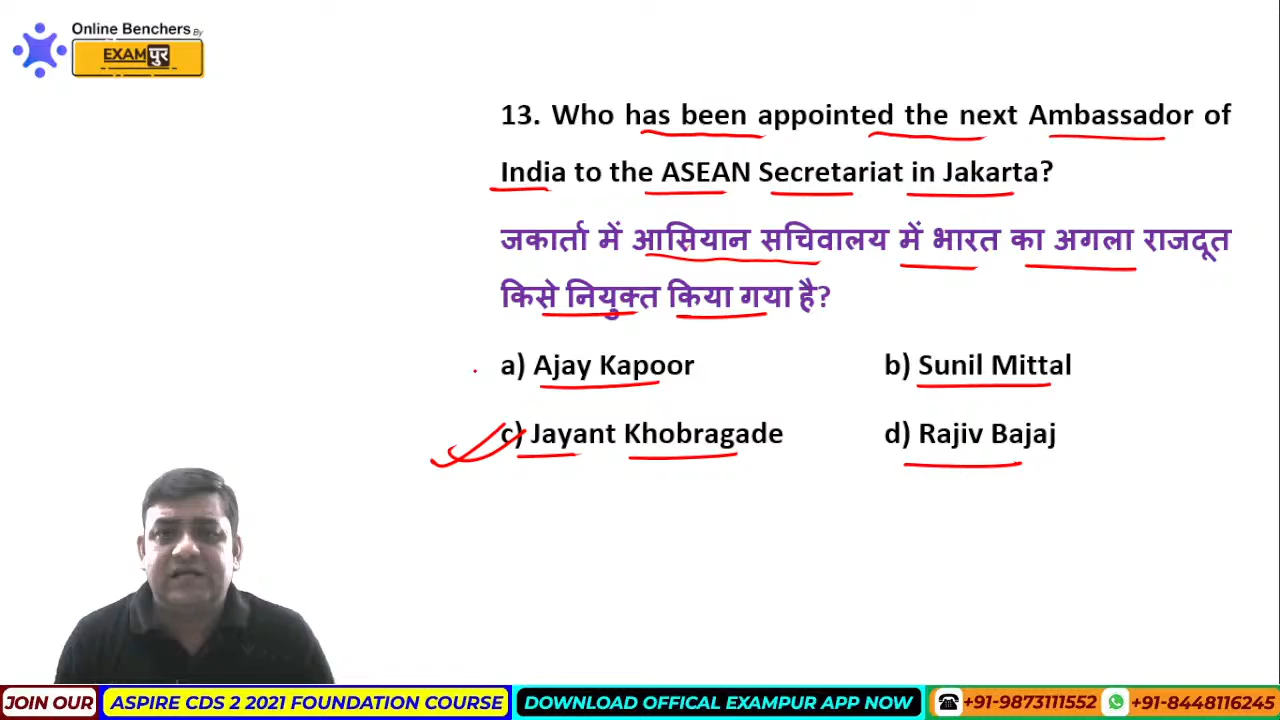 Online Benchers By
EXAMपुर
13. Who has been appointed the next Ambassador of
India to the ASEAN Secretariat in Jakarta?
जकार्ता में आसियान सचिवालय में भारत का अगला राजदूत
किसे नियुक्त किया गया है?
a) Ajay Kapoor b) Sunil Mittal
c) Jayant Khobragade d) Rajiv Bajaj
JOIN OUR ASPIRE CDS 2 2021 FOUNDATION COURSE DOWNLOAD OFFICAL EXAMPUR APP NOW +91-9873111552 +91-8448116245